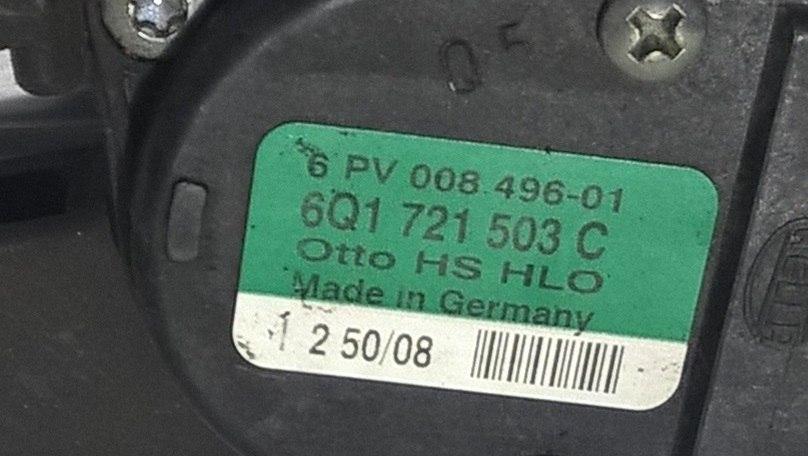 6 PV 008 496-01
6Q1 721 503 C
Otto HS HLO
Made in Germany
1 2 50/08